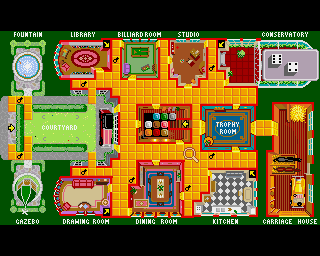 FOUNTAIN LIBRARY BILLIARD ROOM STUDIO CONSERVATORY
COURTYARD
TROPHY
ROOM
GAZEBO DRAWING ROOM DINING ROOM KITCHEN CARRIAGE HOUSE